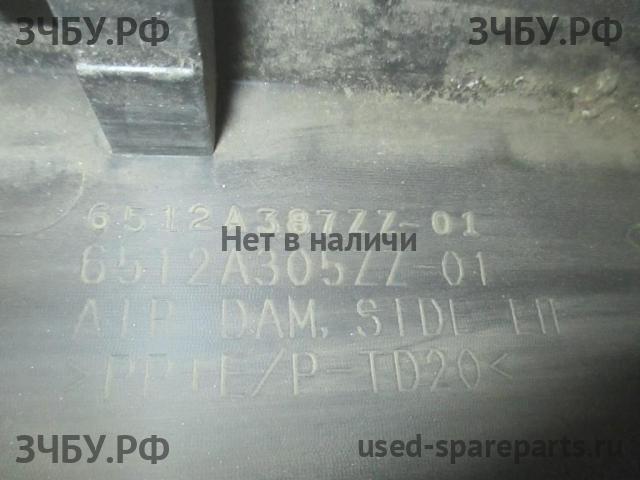 ЗЧБУ.РФ ЗЧБУ.РФ
6512A387ZZ-01
Нет в наличи
6512A305ZZ-01
AIR DAM, SIDE LH
>PP+E/P-TD20<
ЗЧБУ.РФ used-spareparts.ru